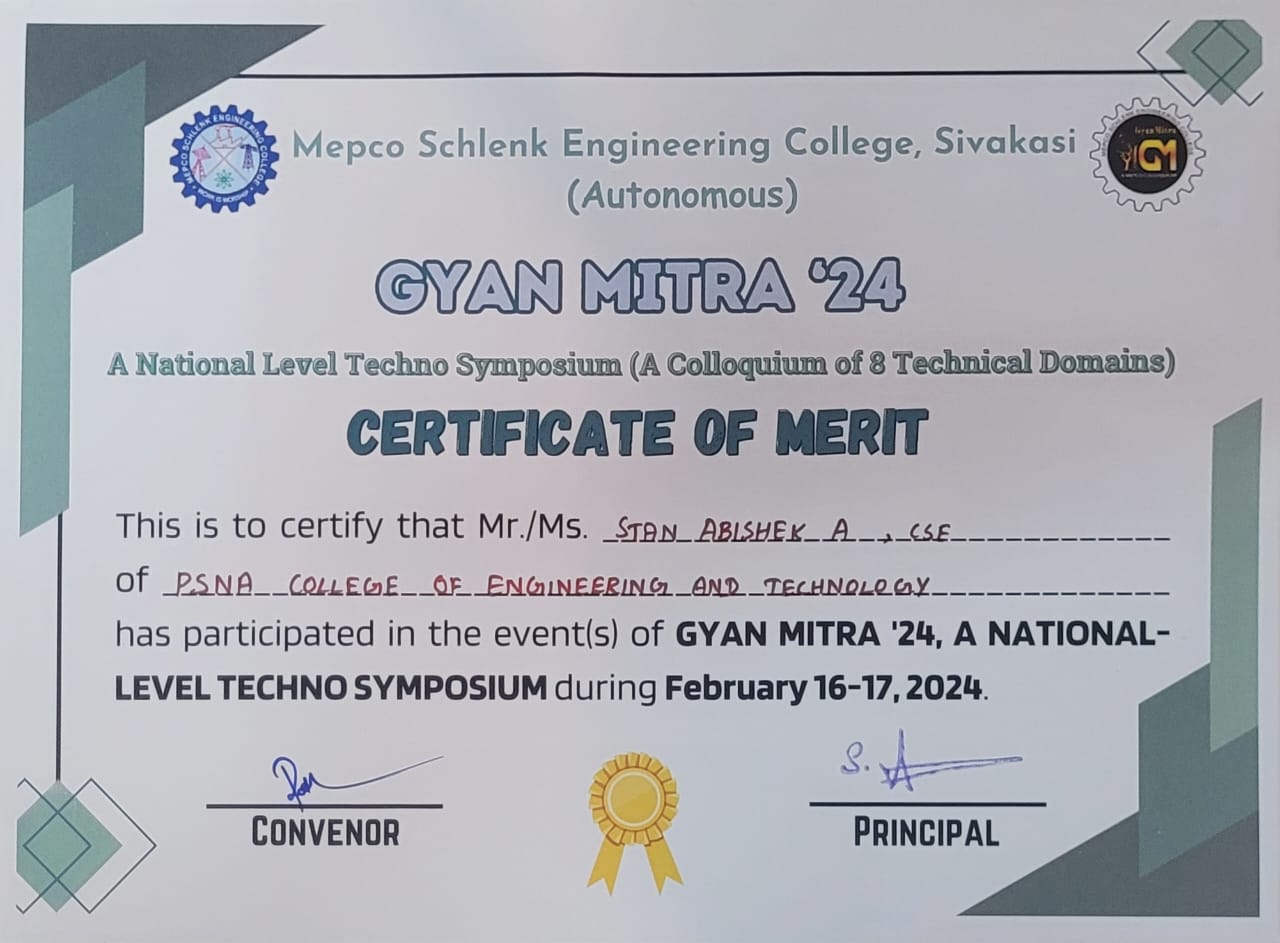 MEPCO SCHLENK ENGINEERING COLLEGE
WORK IS WORSHIP
Mepco Schlenk Engineering College, Sivakasi
(Autonomous)
Gyan Mitra
GM
GYAN MITRA ‘24
A National Level Techno Symposium (A Colloquium of 8 Technical Domains)
CERTIFICATE OF MERIT
This is to certify that Mr./Ms. STAN ABISHEK A , CSE
of PSNA COLLEGE OF ENGINEERING AND TECHNOLOGY
has participated in the event(s) of GYAN MITRA '24, A NATIONAL-
LEVEL TECHNO SYMPOSIUM during February 16-17, 2024.
S.
CONVENOR
PRINCIPAL